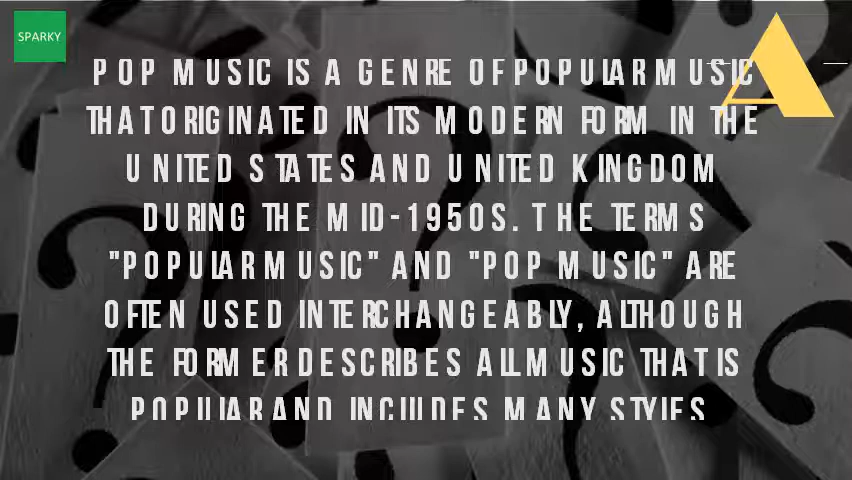 SPARKY
POP MUSIC IS A GENRE OF POPULAR MUSIC
THAT ORIGINATED IN ITS MODERN FORM IN THE
UNITED STATES AND UNITED KINGDOM
DURING THE MID-1950S. THE TERMS
"POPULAR MUSIC" AND "POP MUSIC" ARE
OFTEN USED INTERCHANGEABLY, ALTHOUGH
THE FORMER DESCRIBES ALL MUSIC THAT IS
POPULAR AND INCLUDES MANY STYLES